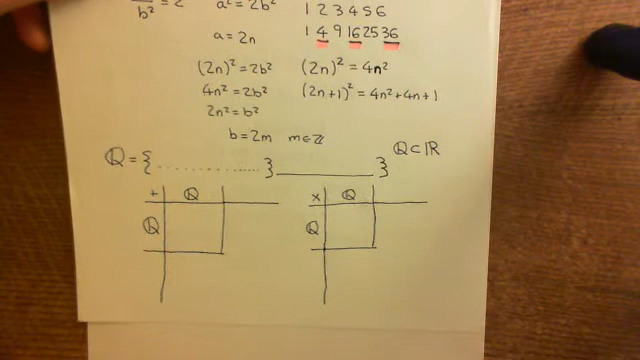 b² = 2 a² = 2b² 1 2 3 4 5 6
a = 2n 1 4 9 16 25 36
(2n)² = 2b² (2n)² = 4n²
4n² = 2b² (2n+1)² = 4n²+4n+1
2n² = b²
b = 2m m∈ℤ
ℚ = { ............ } ________ } ℚ⊂ℝ
+ ℚ x ℚ
ℚ ℚ